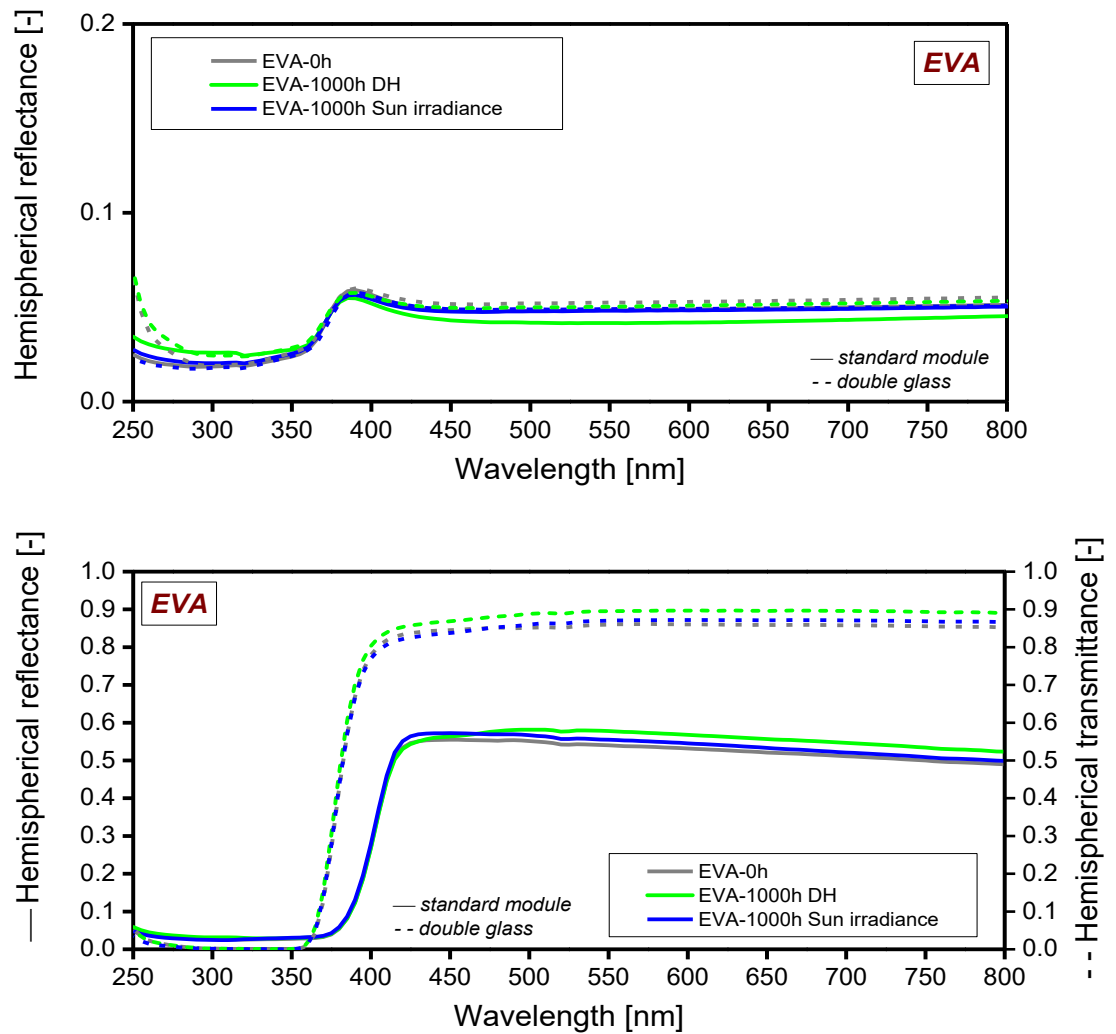 0.2
EVA-0h
EVA-1000h DH
EVA-1000h Sun irradiance
EVA
0.1
Hemispherical reflectance [-]
— standard module
-- double glass
0.0
250 300 350 400 450 500 550 600 650 700 750 800
Wavelength [nm]
1.0 1.0
EVA
0.9 0.9
0.8 0.8
0.7 0.7
0.6 0.6
0.5 0.5
0.4 0.4
0.3 0.3
0.2 0.2
0.1 0.1
0.0 0.0
— Hemispherical reflectance [-]
-- Hemispherical transmittance [-]
EVA-0h
EVA-1000h DH
EVA-1000h Sun irradiance
— standard module
-- double glass
250 300 350 400 450 500 550 600 650 700 750 800
Wavelength [nm]